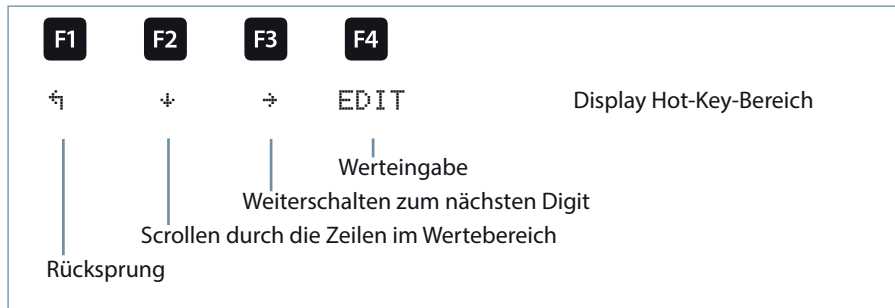 F1 F2 F3 F4
↰ ↓ → EDIT Display Hot-Key-Bereich
Werteingabe
Weiterschalten zum nächsten Digit
Scrollen durch die Zeilen im Wertebereich
Rücksprung